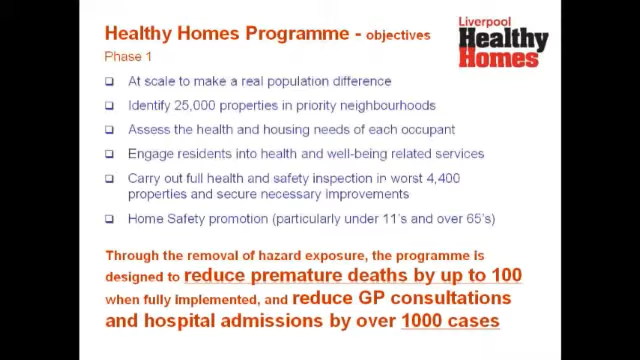 Healthy Homes Programme - objectives
Liverpool
Healthy
Homes
Phase 1
At scale to make a real population difference
Identify 25,000 properties in priority neighbourhoods
Assess the health and housing needs of each occupant
Engage residents into health and well-being related services
Carry out full health and safety inspection in worst 4,400
properties and secure necessary improvements
Home Safety promotion (particularly under 11's and over 65's)
Through the removal of hazard exposure, the programme is
designed to reduce premature deaths by up to 100
when fully implemented, and reduce GP consultations
and hospital admissions by over 1000 cases